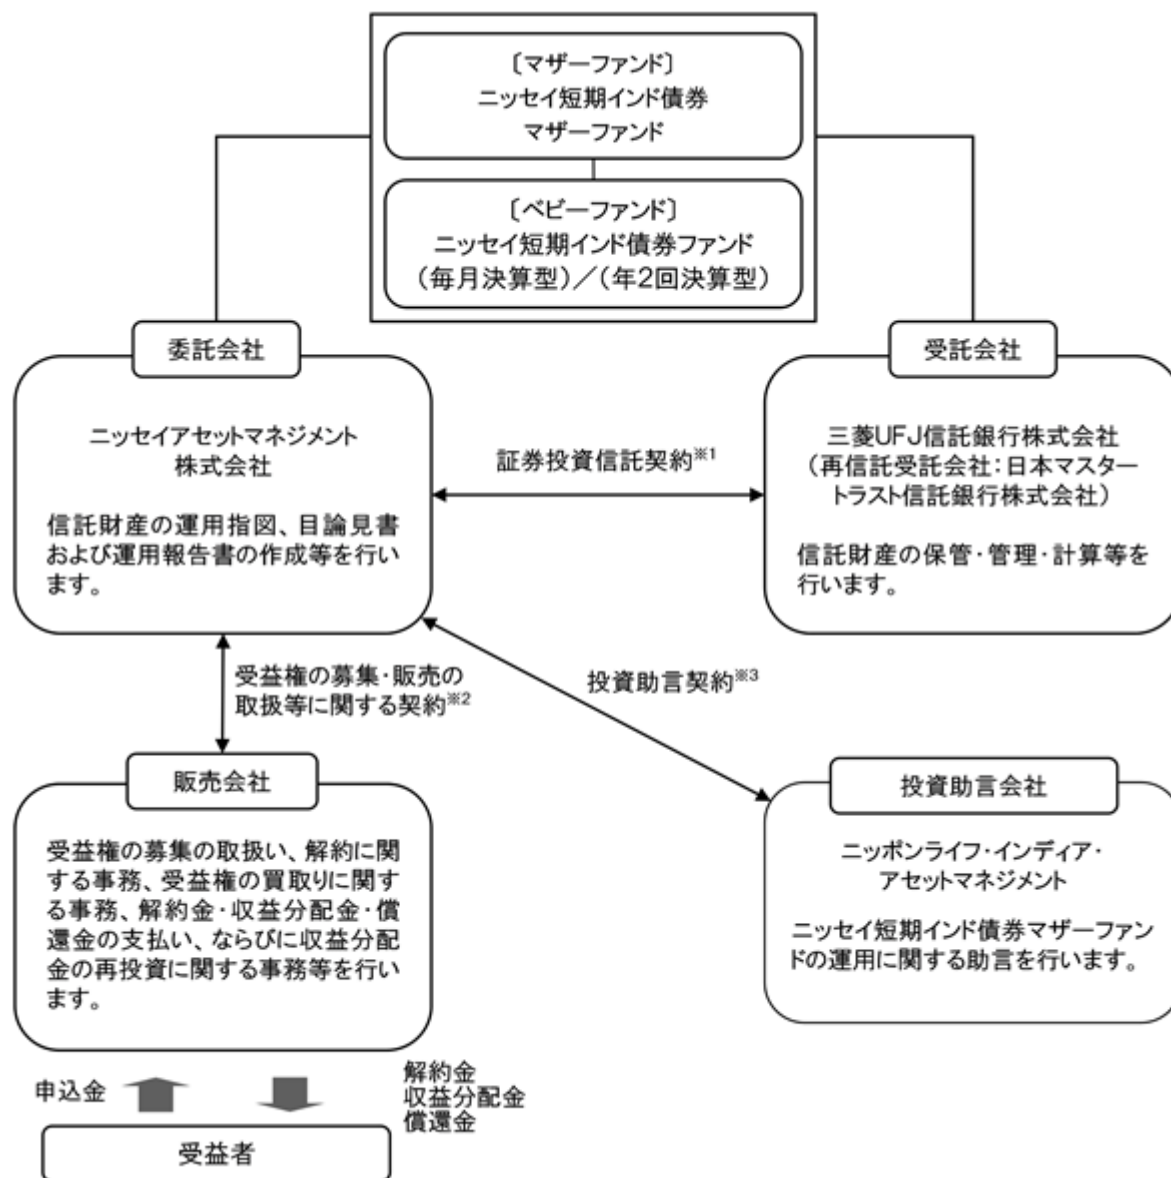 〔マザーファンド〕
ニッセイ短期インド債券
マザーファンド
〔ベビーファンド〕
ニッセイ短期インド債券ファンド
(毎月決算型)／(年2回決算型)
委託会社
ニッセイアセットマネジメント
株式会社
信託財産の運用指図、目論見書
および運用報告書の作成等を行い
ます。
証券投資信託契約※1
受託会社
三菱UFJ信託銀行株式会社
(再信託受託会社:日本マスター
トラスト信託銀行株式会社)
信託財産の保管・管理・計算等を
行います。
受益権の募集・販売の
取扱等に関する契約※2
投資助言契約※3
販売会社
受益権の募集の取扱い、解約に関
する事務、受益権の買取りに関す
る事務、解約金・収益分配金・償
還金の支払い、ならびに収益分配
金の再投資に関する事務等を行い
ます。
投資助言会社
ニッポンライフ・インディア・
アセットマネジメント
ニッセイ短期インド債券マザーファン
ドの運用に関する助言を行います。
申込金
解約金
収益分配金
償還金
受益者